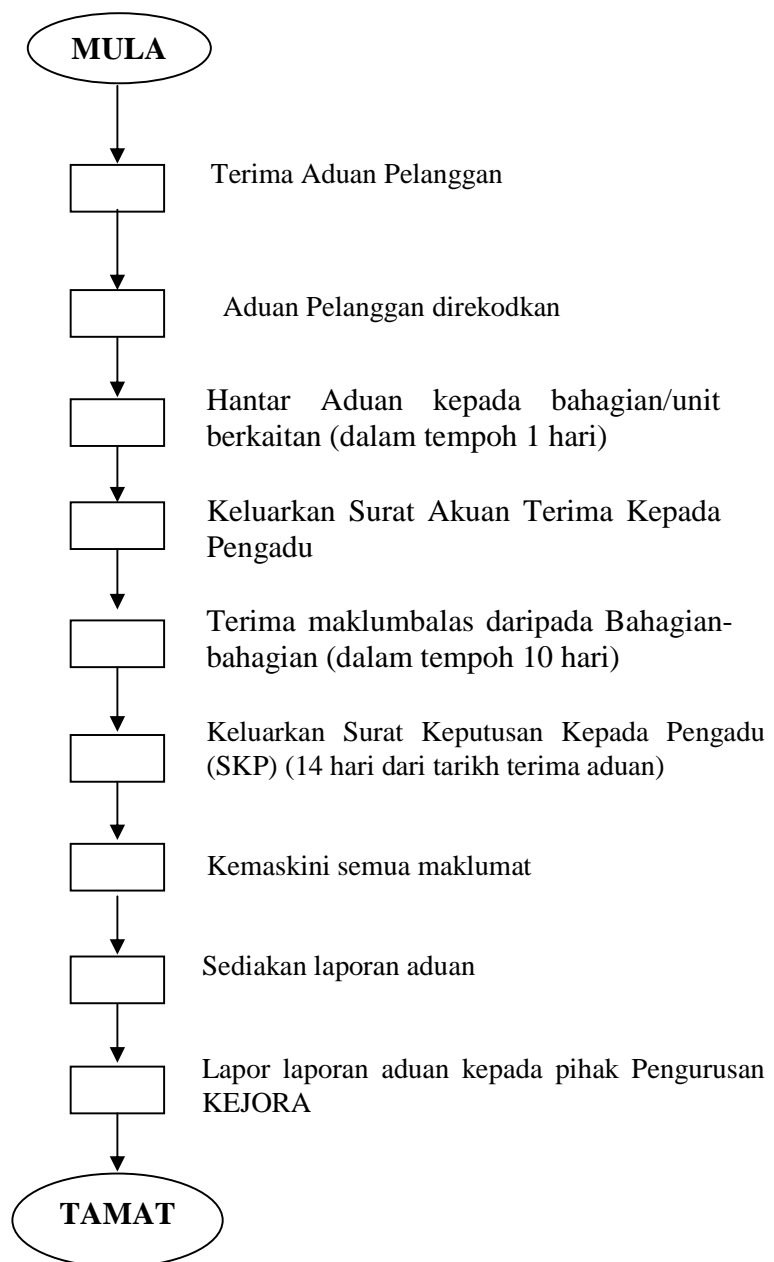 MULA
Terima Aduan Pelanggan
Aduan Pelanggan direkodkan
Hantar Aduan kepada bahagian/unit
berkaitan (dalam tempoh 1 hari)
Keluarkan Surat Akuan Terima Kepada
Pengadu
Terima maklumbalas daripada Bahagian-
bahagian (dalam tempoh 10 hari)
Keluarkan Surat Keputusan Kepada Pengadu
(SKP) (14 hari dari tarikh terima aduan)
Kemaskini semua maklumat
Sediakan laporan aduan
Lapor laporan aduan kepada pihak Pengurusan
KEJORA
TAMAT